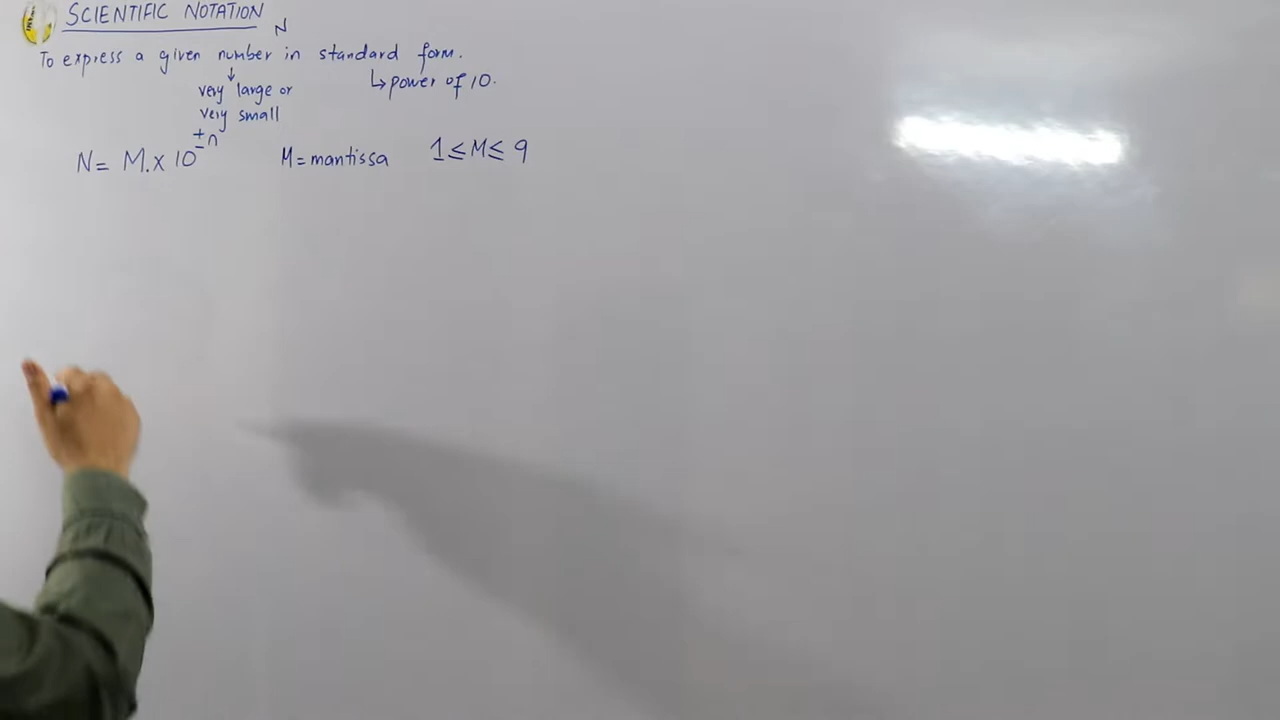 SCIENTIFIC NOTATION
N
To express a given number in standard form.
↓
↳ power of 10.
very large or
very small
N = M.x 10^±n M = mantissa 1 ≤ M ≤ 9